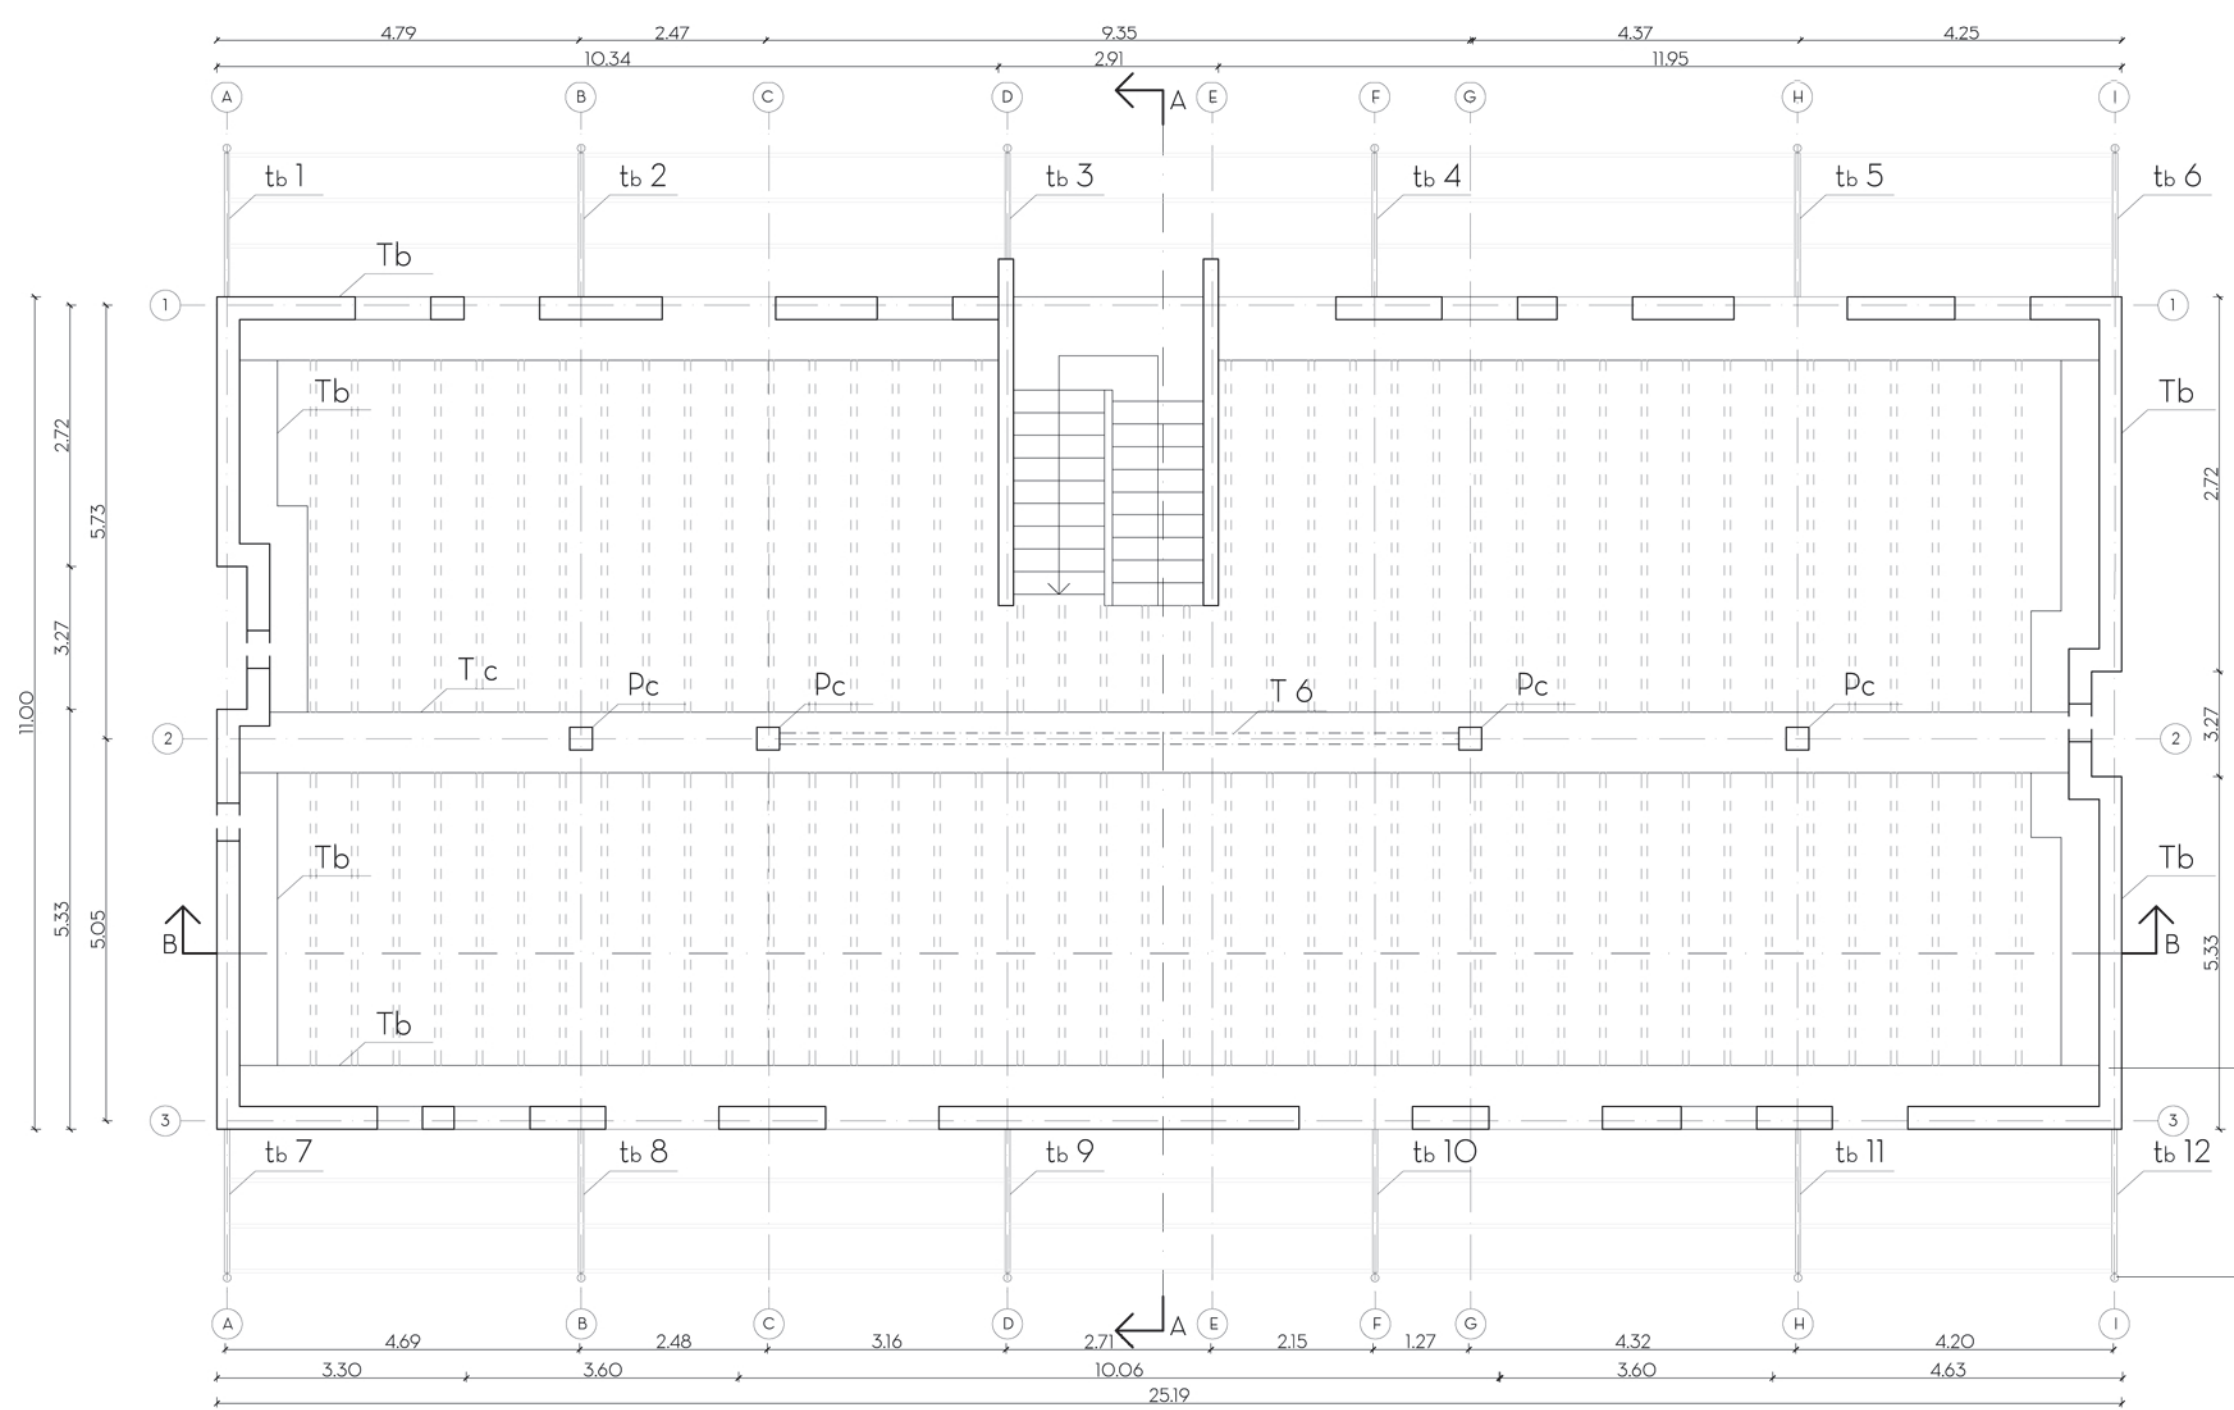 4.79 2.47 9.35 4.37 4.25
10.34 2.91 11.95
A B C D A E F G H I
tb 1 tb 2 tb 3 tb 4 tb 5 tb 6
Tb
1 1
Tb Tb
2.72 2.72
5.73
3.27
T c Pc Pc T 6 Pc Pc
11.00
2 2
3.27
Tb Tb
5.33 5.05 5.33
B B
Tb
3 3
tb 7 tb 8 tb 9 tb 10 tb 11 tb 12
A B C D A E F G H I
4.69 2.48 3.16 2.71 2.15 1.27 4.32 4.20
3.30 3.60 10.06 3.60 4.63
25.19